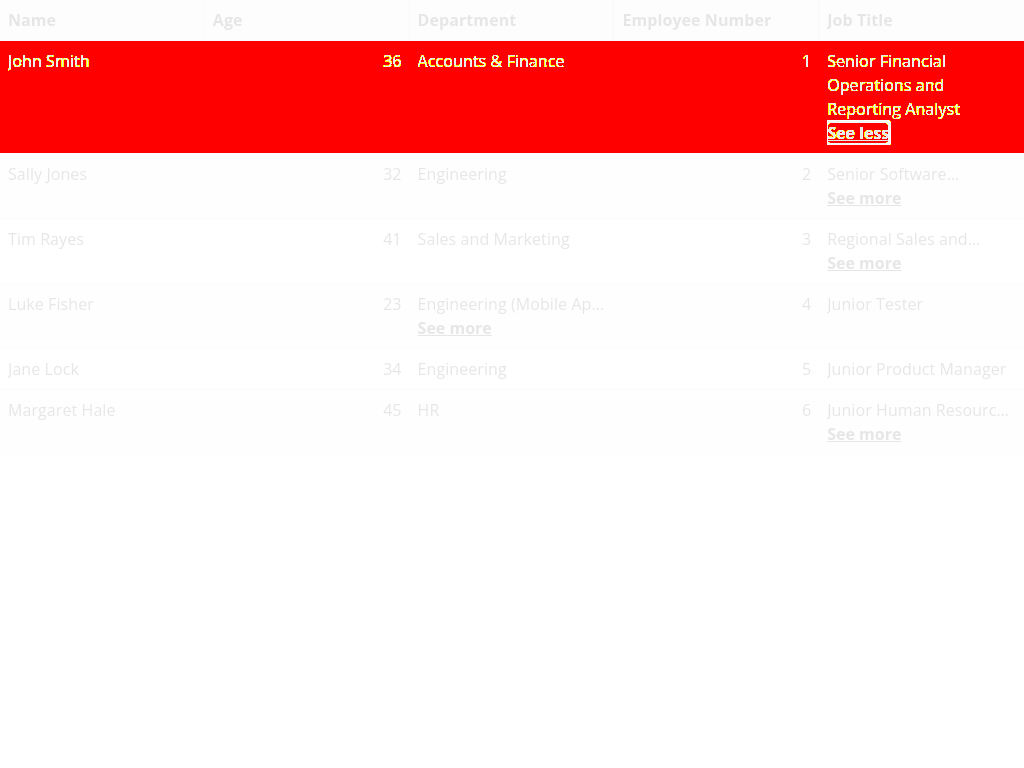 Name Age Department Employee Number Job Title
John Smith 36 Accounts & Finance 1 Senior Financial
Operations and
Reporting Analyst
See less
Sally Jones 32 Engineering 2 Senior Software...
See more
Tim Rayes 41 Sales and Marketing 3 Regional Sales and...
See more
Luke Fisher 23 Engineering (Mobile Ap... 4 Junior Tester
See more
Jane Lock 34 Engineering 5 Junior Product Manager
Margaret Hale 45 HR 6 Junior Human Resourc...
See more